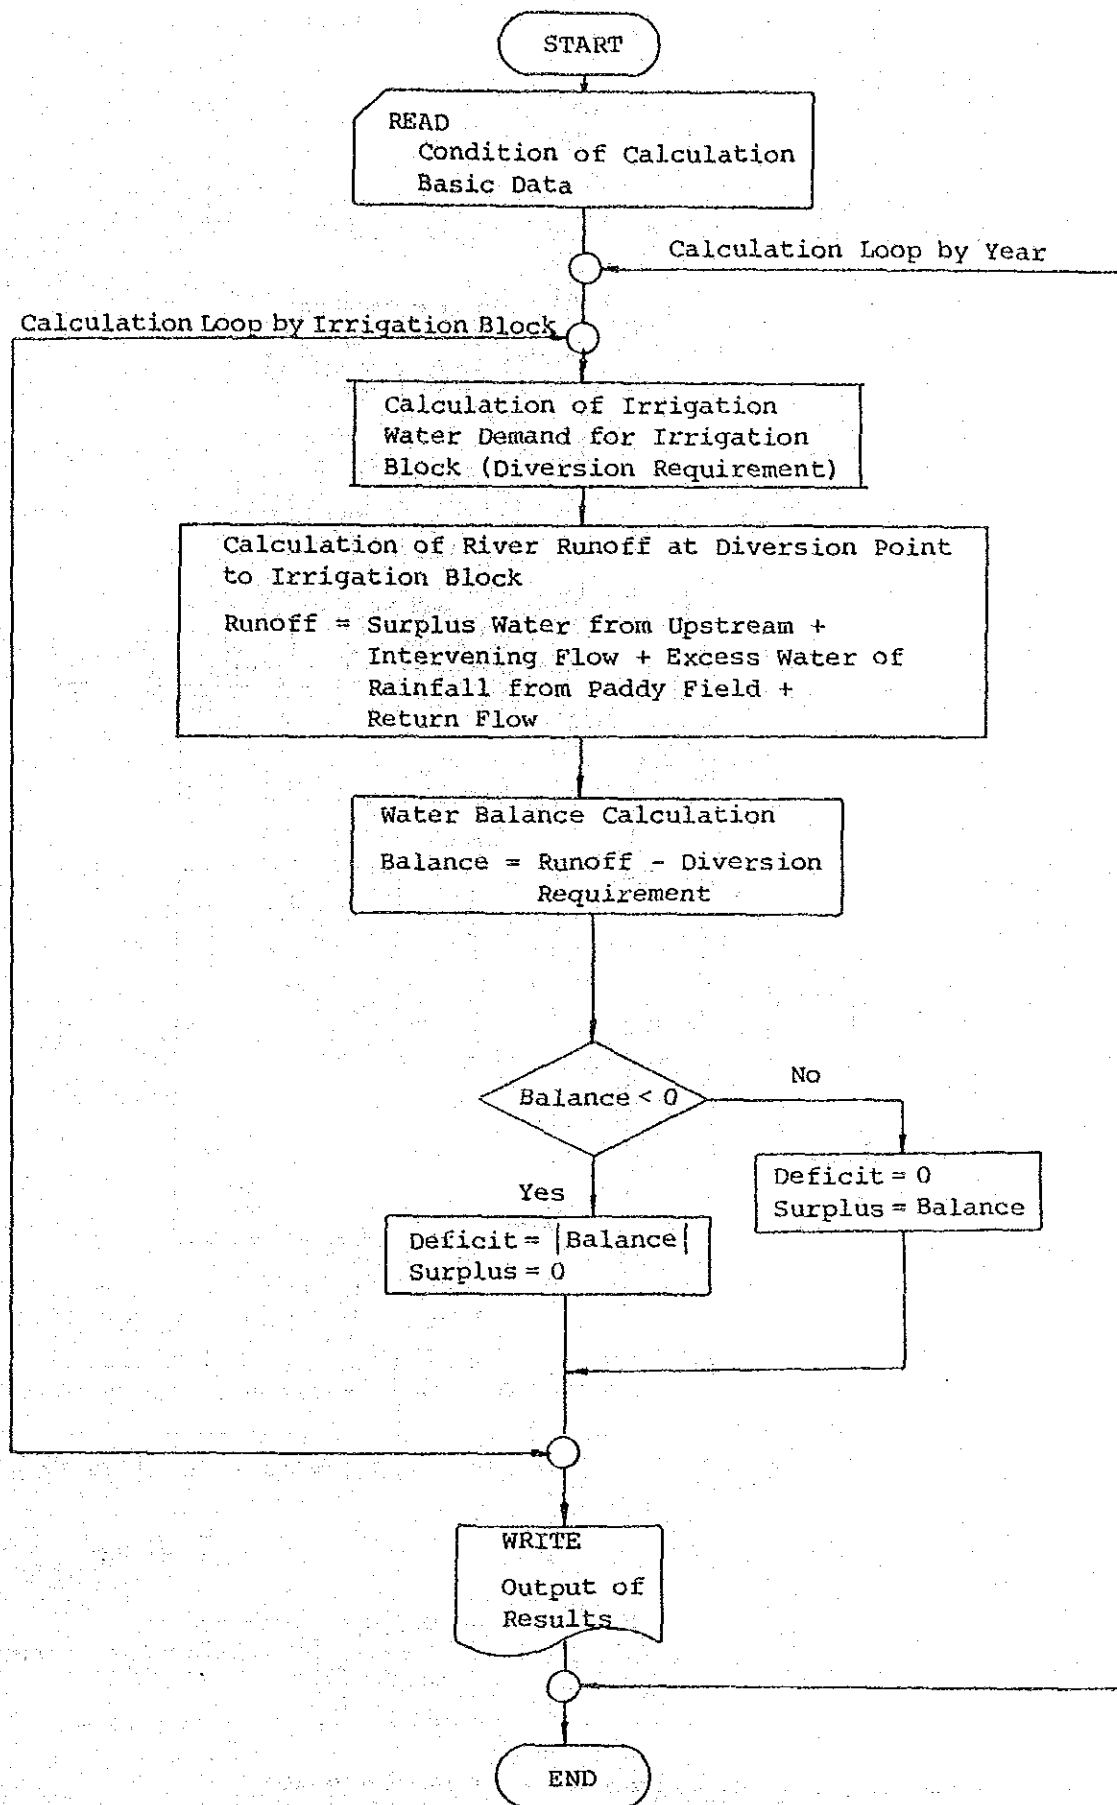 START
READ
Condition of Calculation
Basic Data
Calculation Loop by Year
Calculation Loop by Irrigation Block
Calculation of Irrigation
Water Demand for Irrigation
Block (Diversion Requirement)
Calculation of River Runoff at Diversion Point
to Irrigation Block
Runoff = Surplus Water from Upstream +
Intervening Flow + Excess Water of
Rainfall from Paddy Field +
Return Flow
Water Balance Calculation
Balance = Runoff - Diversion
Requirement
Balance < 0
No
Yes
Deficit = 0
Surplus = Balance
Deficit = |Balance|
Surplus = 0
WRITE
Output of
Results
END